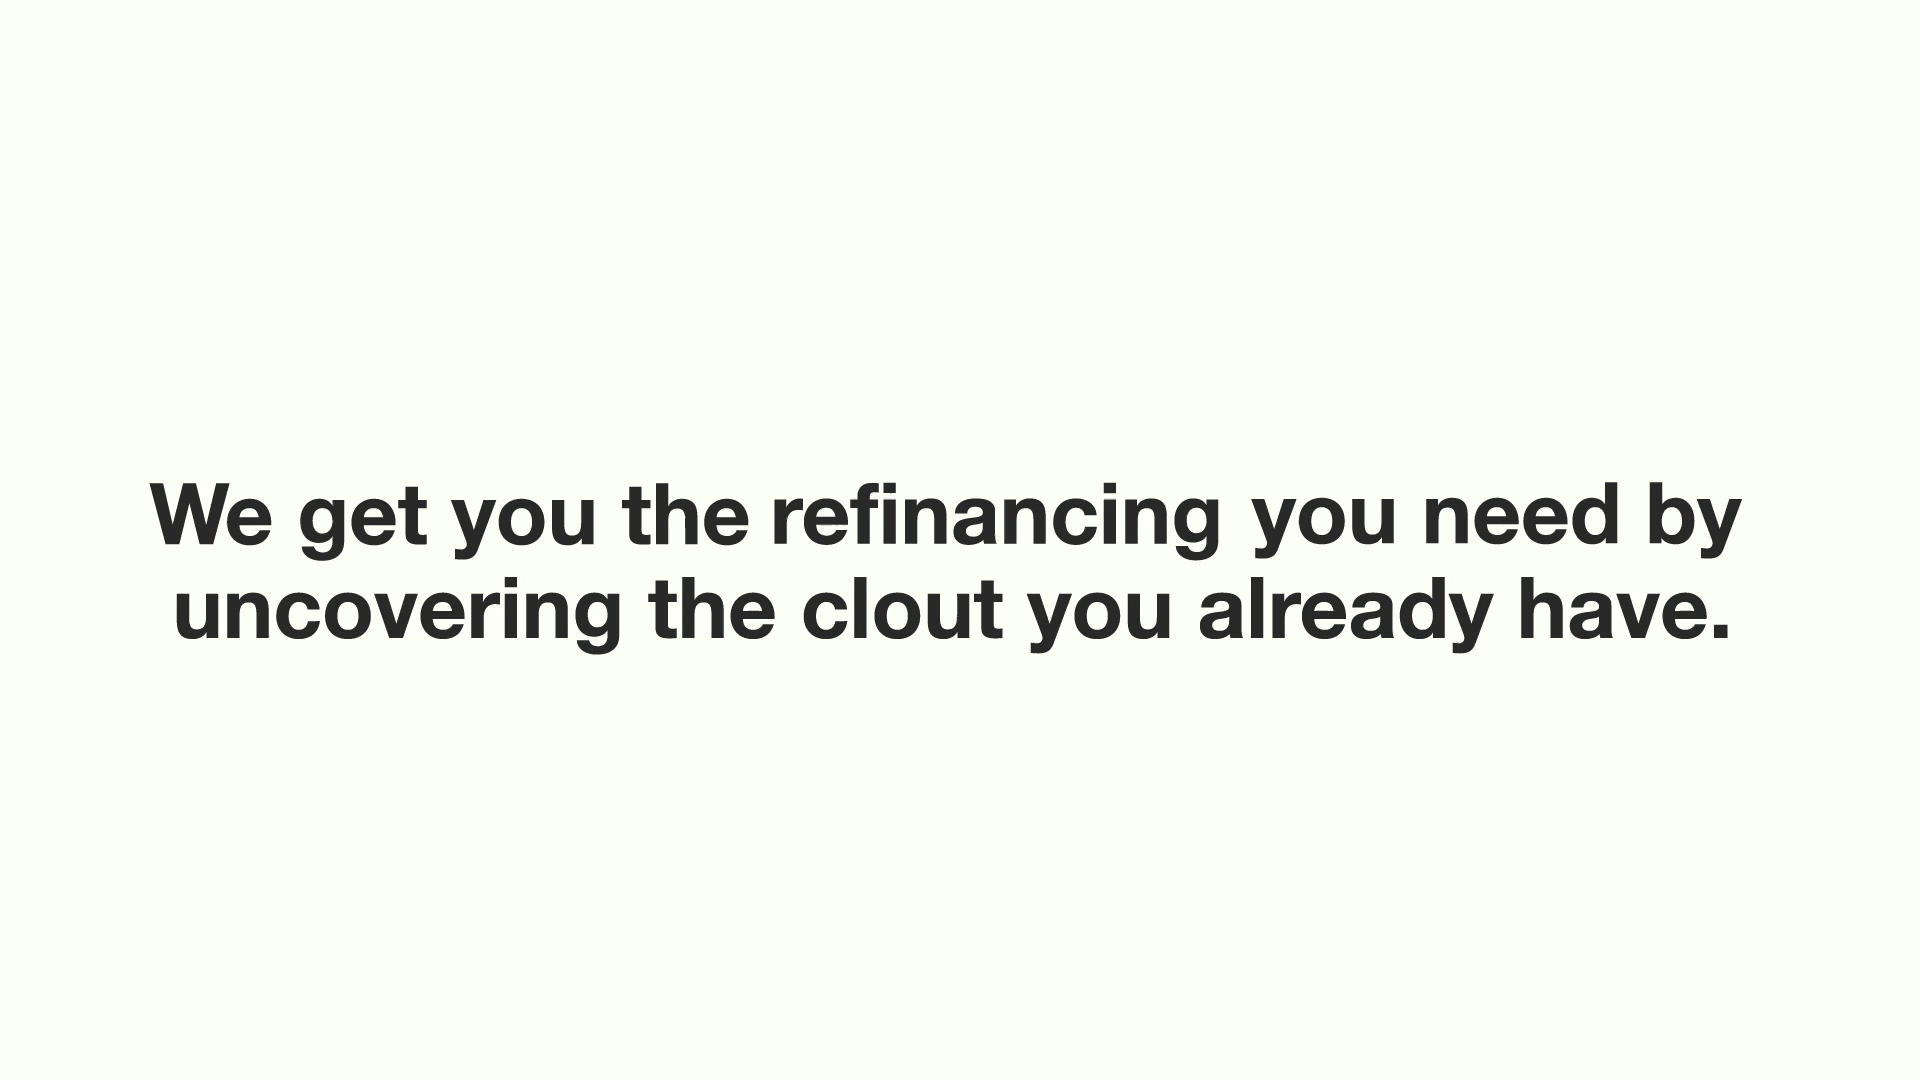 We get you the refinancing you need by
uncovering the clout you already have.